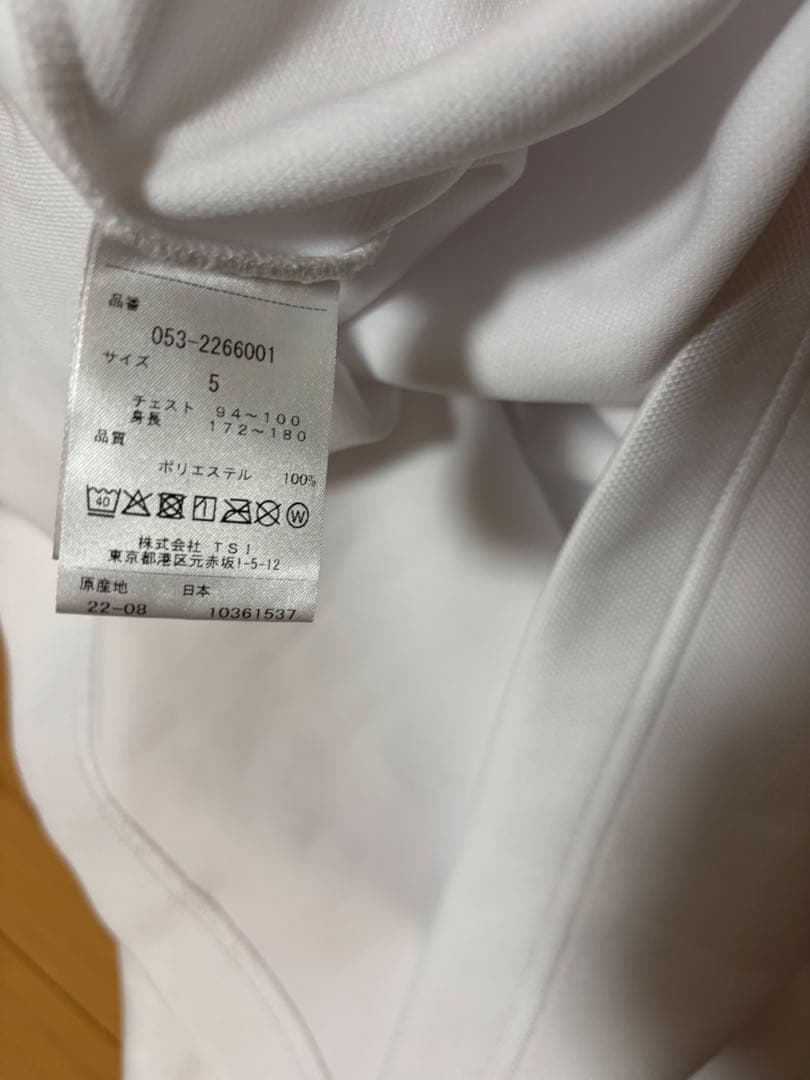 品番
053-2266001
サイズ
5
チェスト 94～100
身長 172～180
品質
ポリエステル 100%
40 W
株式会社 TSI
東京都港区元赤坂1-5-12
原産地 日本
22-08 10361537